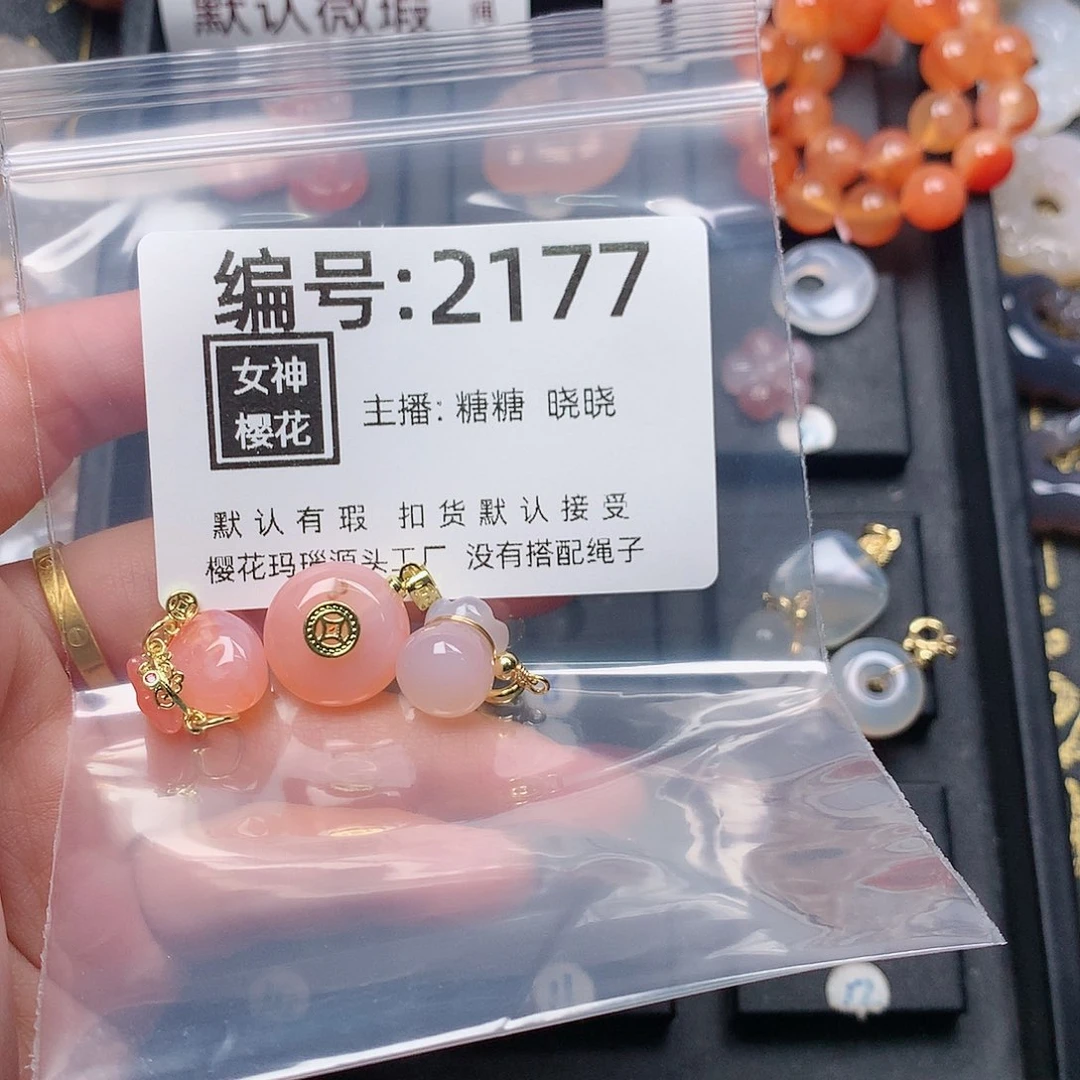 默认微瑕
编号:2177
女神
樱花
主播: 糖糖 晓晓
默认有瑕 扣货默认接受
樱花玛瑙源头工厂 没有搭配绳子